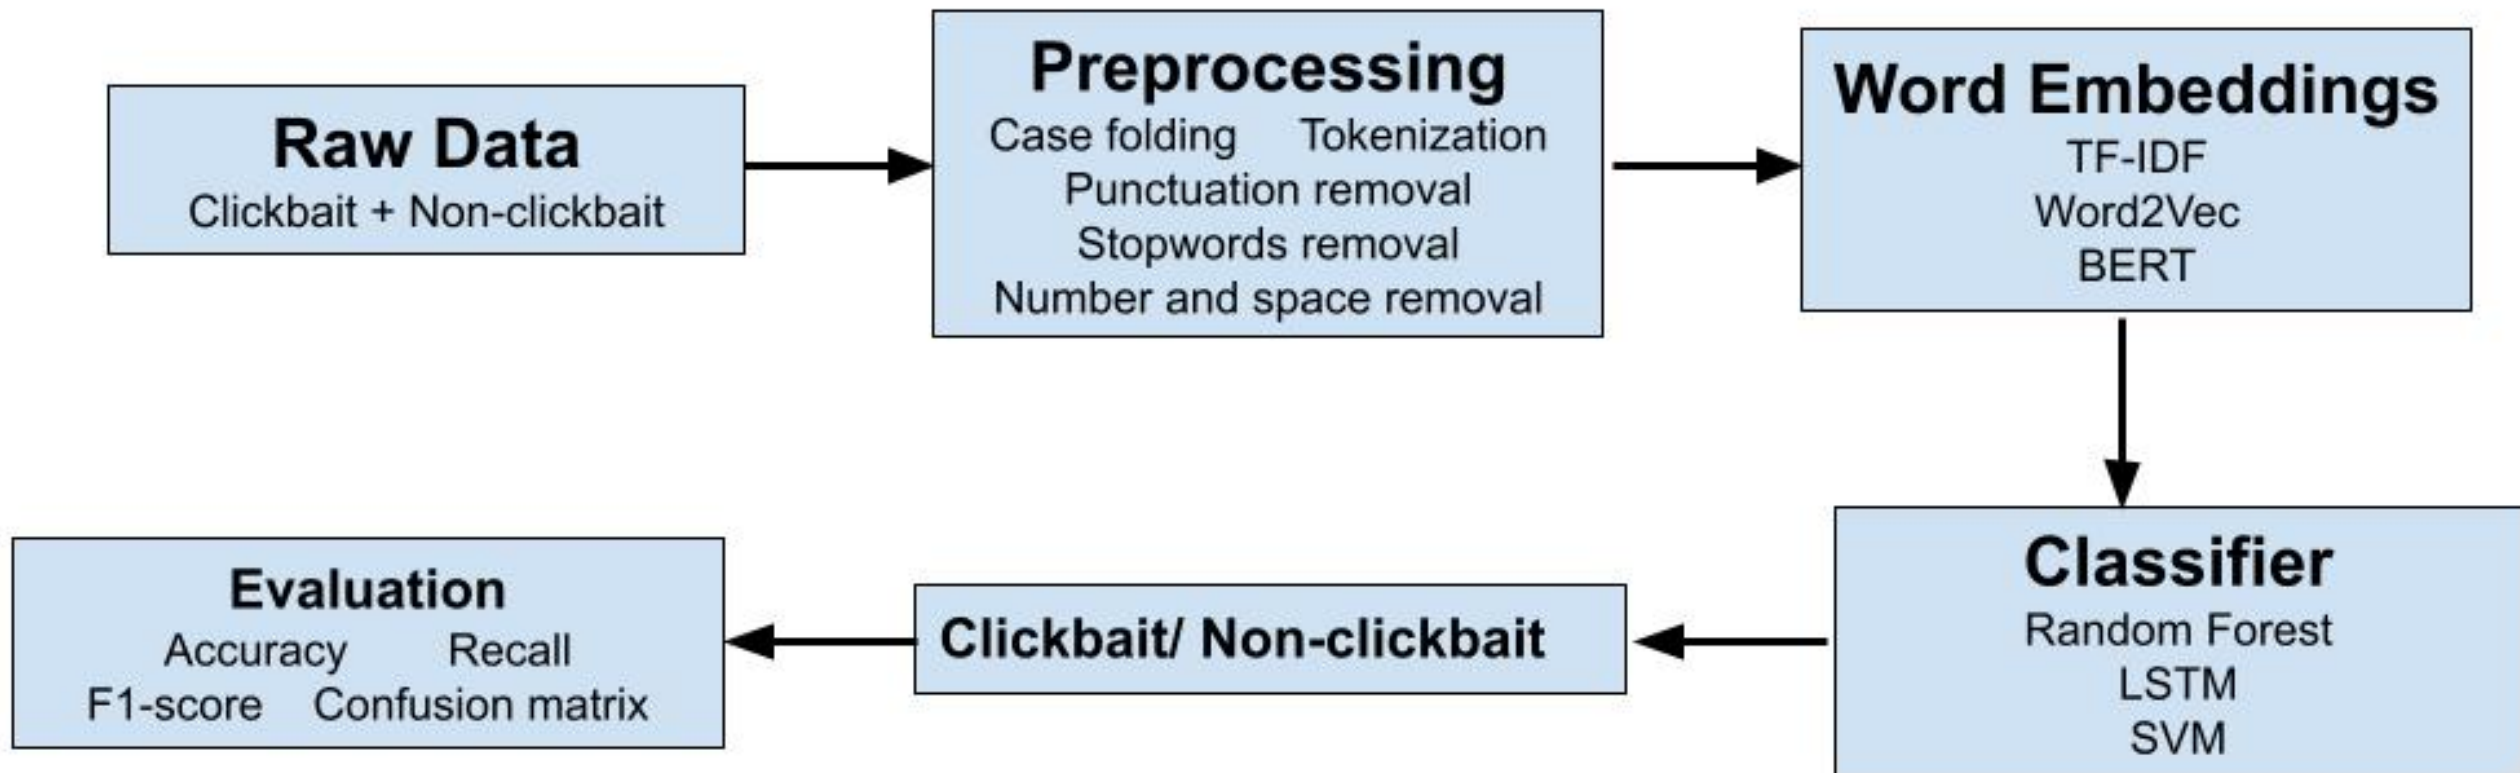 Raw Data
Clickbait + Non-clickbait
Preprocessing
Case folding Tokenization
Punctuation removal
Stopwords removal
Number and space removal
Word Embeddings
TF-IDF
Word2Vec
BERT
Classifier
Random Forest
LSTM
SVM
Clickbait/ Non-clickbait
Evaluation
Accuracy Recall
F1-score Confusion matrix